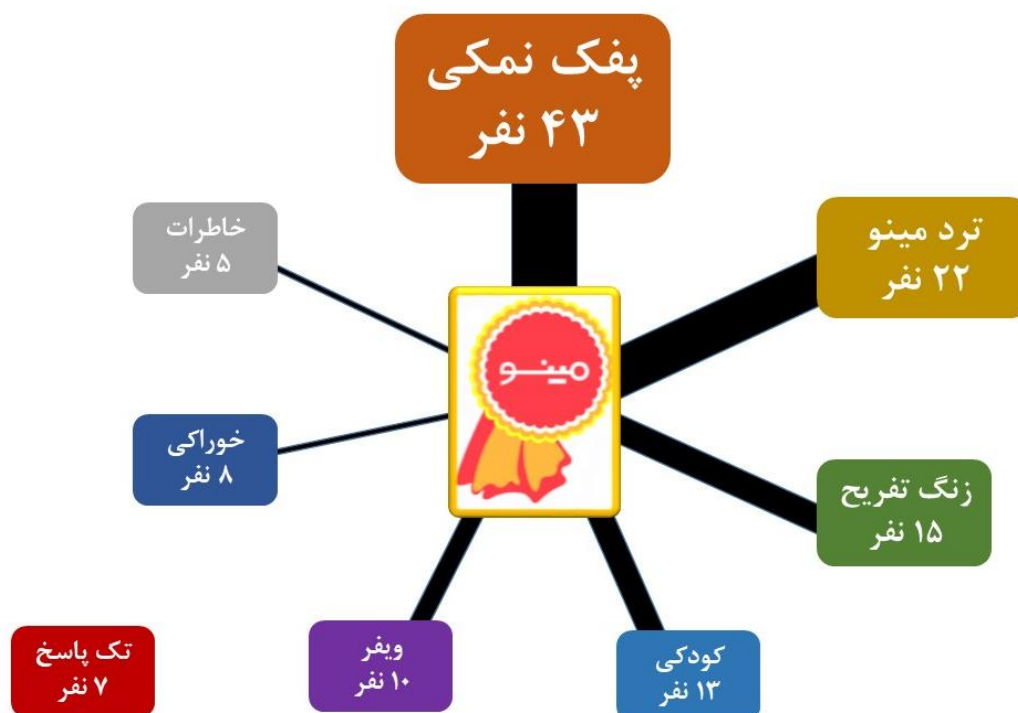 پفک نمکی
۴۳ نفر
ترد مینو
۲۲ نفر
خاطرات
۵ نفر
مینو
خوراکی
۸ نفر
زنگ تفریح
۱۵ نفر
تک پاسخ
۷ نفر
ویفر
۱۰ نفر
کودکی
۱۳ نفر